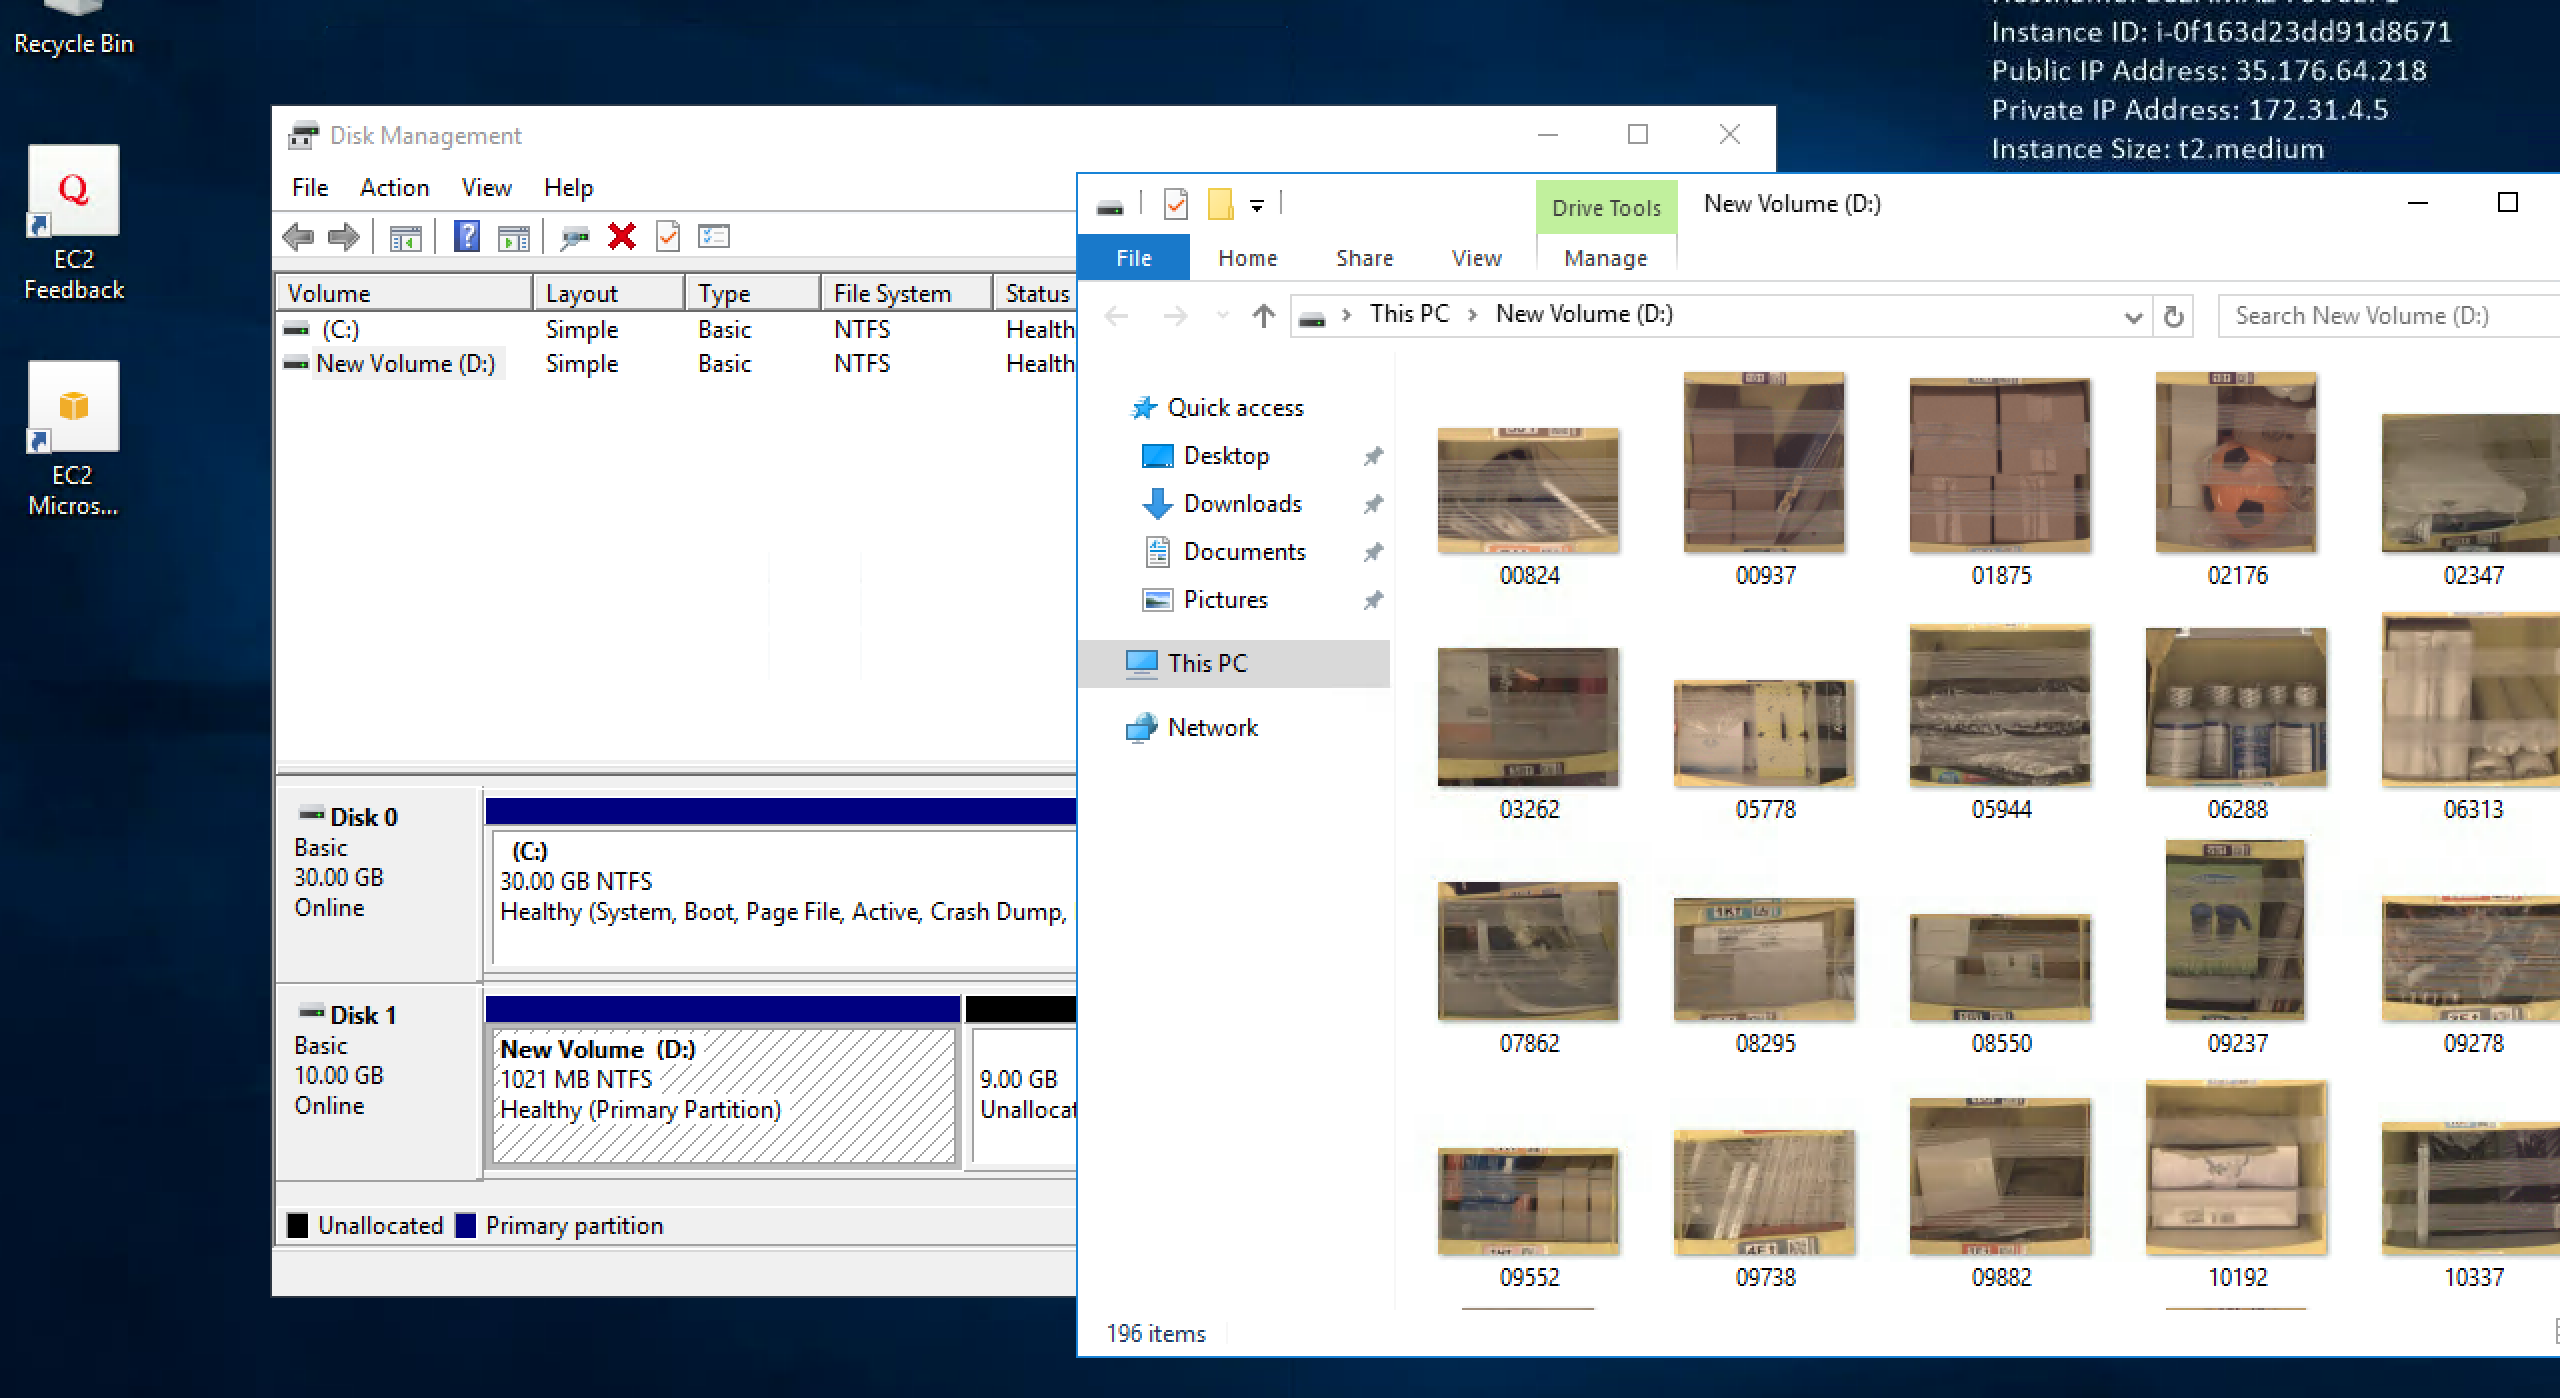 Recycle Bin
EC2
Feedback
EC2
Micros...
Instance ID: i-0f163d23dd91d8671
Public IP Address: 35.176.64.218
Private IP Address: 172.31.4.5
Instance Size: t2.medium
Disk Management
File Action View Help
Volume Layout Type File System Status
(C:) Simple Basic NTFS Health
New Volume (D:) Simple Basic NTFS Health
Disk 0
Basic
30.00 GB
Online
(C:)
30.00 GB NTFS
Healthy (System, Boot, Page File, Active, Crash Dump,
Disk 1
Basic
10.00 GB
Online
New Volume (D:)
1021 MB NTFS
Healthy (Primary Partition)
9.00 GB
Unallocat
Unallocated Primary partition
Drive Tools New Volume (D:)
File Home Share View Manage
This PC New Volume (D:)
Search New Volume (D:)
Quick access
Desktop
Downloads
Documents
Pictures
This PC
Network
00824 00937 01875 02176 02347
03262 05778 05944 06288 06313
07862 08295 08550 09237 09278
09552 09738 09882 10192 10337
196 items